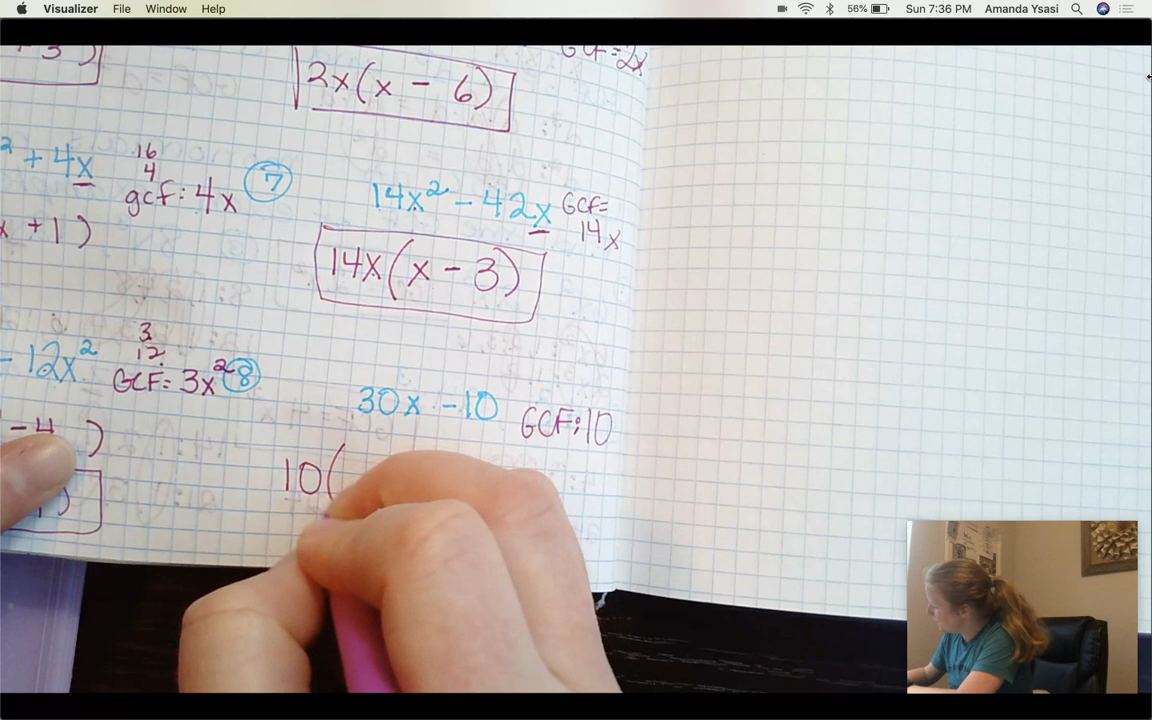 Visualizer File Window Help 56% Sun 7:36 PM Amanda Ysasi
+ 3 )
GCF = 2x
2x(x - 6)
² + 4x
16
4
gcf: 4x
7
14x² - 42x
GCF=
14x
x + 1 )
14x(x - 3)
- 12x²
3
12
GCF= 3x²
8
30x - 10
GCF: 10
- 4 )
10(